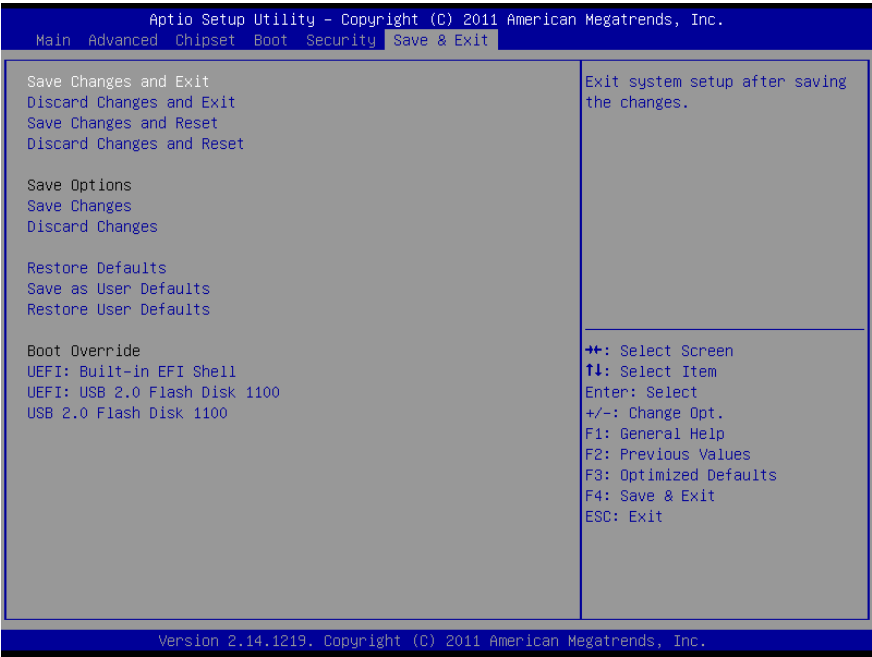 Aptio Setup Utility – Copyright (C) 2011 American Megatrends, Inc.
Main Advanced Chipset Boot Security Save & Exit
Save Changes and Exit
Discard Changes and Exit
Save Changes and Reset
Discard Changes and Reset
Save Options
Save Changes
Discard Changes
Restore Defaults
Save as User Defaults
Restore User Defaults
Boot Override
UEFI: Built-in EFI Shell
UEFI: USB 2.0 Flash Disk 1100
USB 2.0 Flash Disk 1100
Exit system setup after saving
the changes.
→←: Select Screen
↑↓: Select Item
Enter: Select
+/-: Change Opt.
F1: General Help
F2: Previous Values
F3: Optimized Defaults
F4: Save & Exit
ESC: Exit
Version 2.14.1219. Copyright (C) 2011 American Megatrends, Inc.